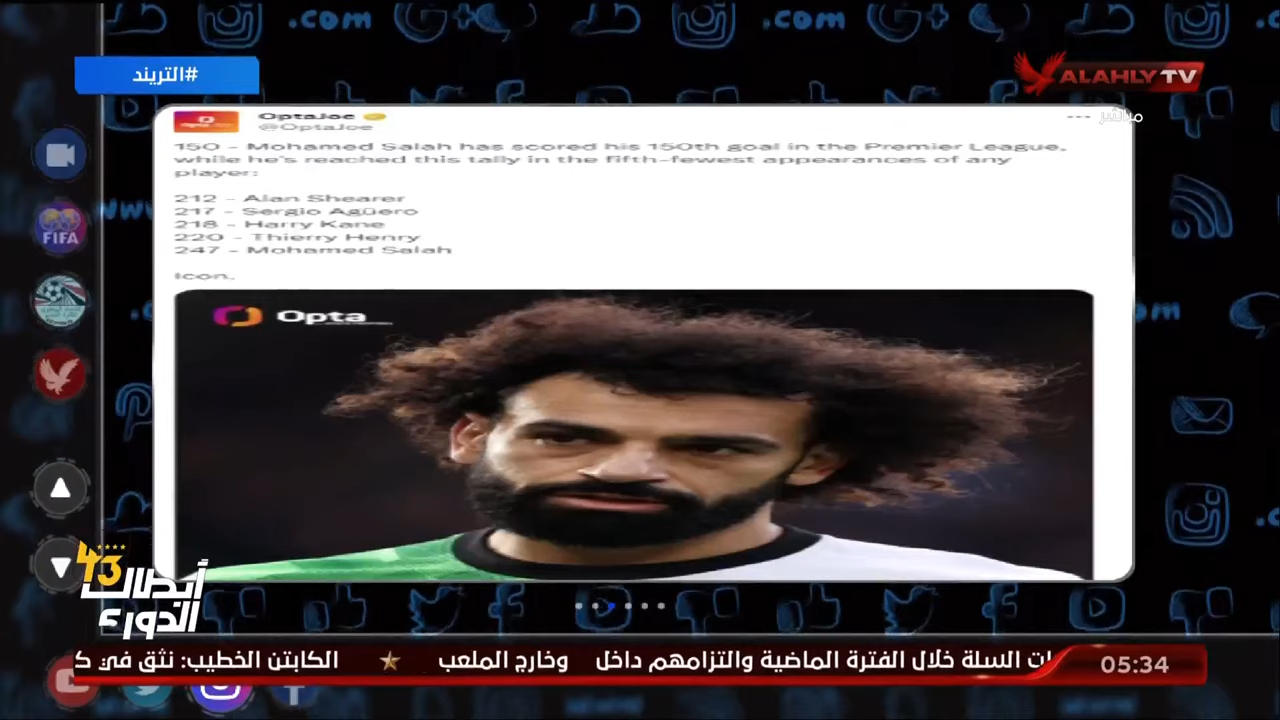 #التريند
ALAHLY TV
مباشر
OptaJoe
@OptaJoe
150 - Mohamed Salah has scored his 150th goal in the Premier League,
while he's reached this tally in the fifth-fewest appearances of any
player:
212 - Alan Shearer
217 - Sergio Agüero
218 - Harry Kane
220 - Thierry Henry
247 - Mohamed Salah
Icon.
Opta
FIFA
43
أبطال
الدوري
ات السلة خلال الفترة الماضية والتزامهم داخل وخارج الملعب ★ الكابتن الخطيب: نثق في ك
05:34